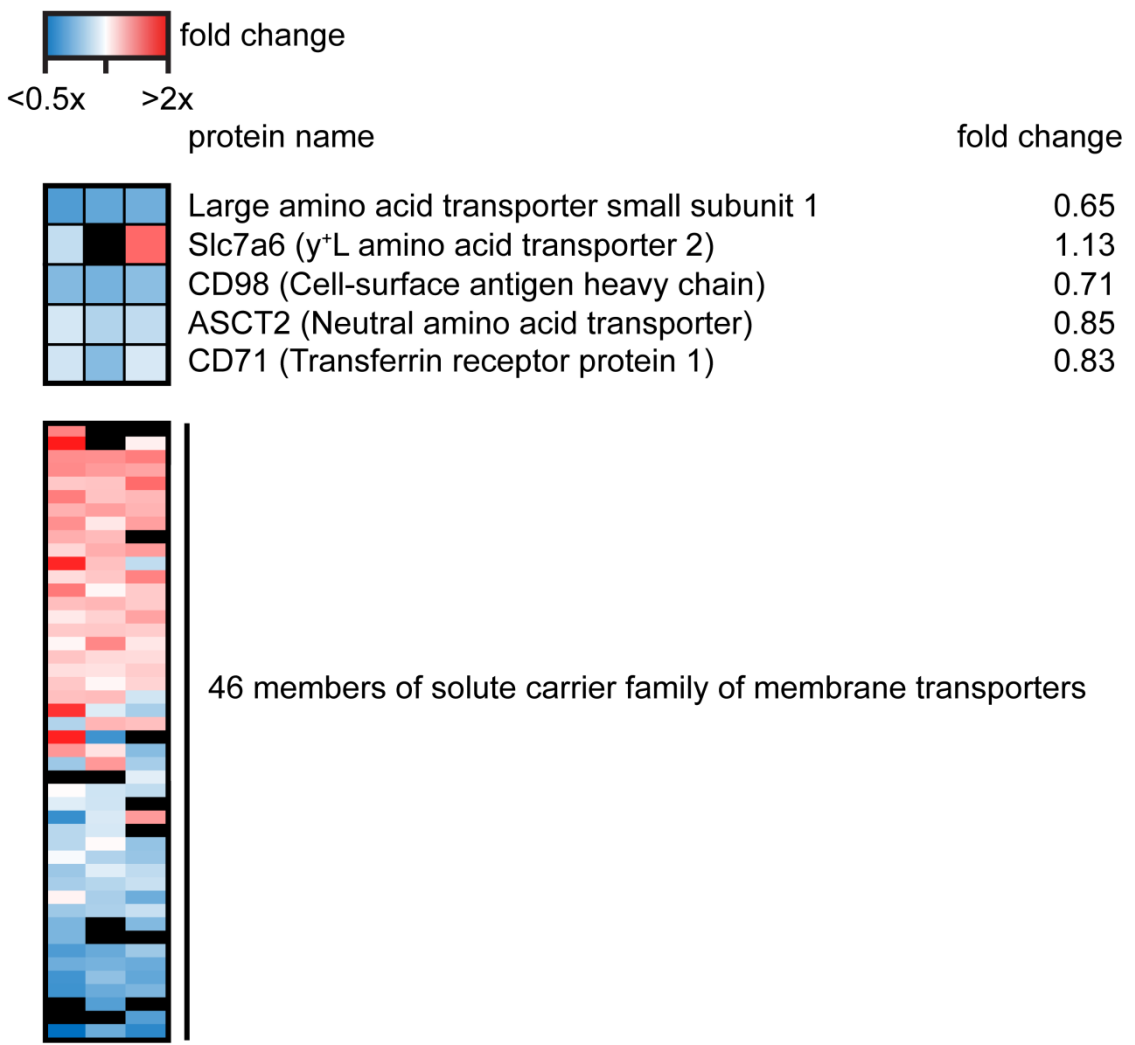 fold change
<0.5x >2x
protein name fold change
Large amino acid transporter small subunit 1 0.65
Slc7a6 (y⁺L amino acid transporter 2) 1.13
CD98 (Cell-surface antigen heavy chain) 0.71
ASCT2 (Neutral amino acid transporter) 0.85
CD71 (Transferrin receptor protein 1) 0.83
46 members of solute carrier family of membrane transporters